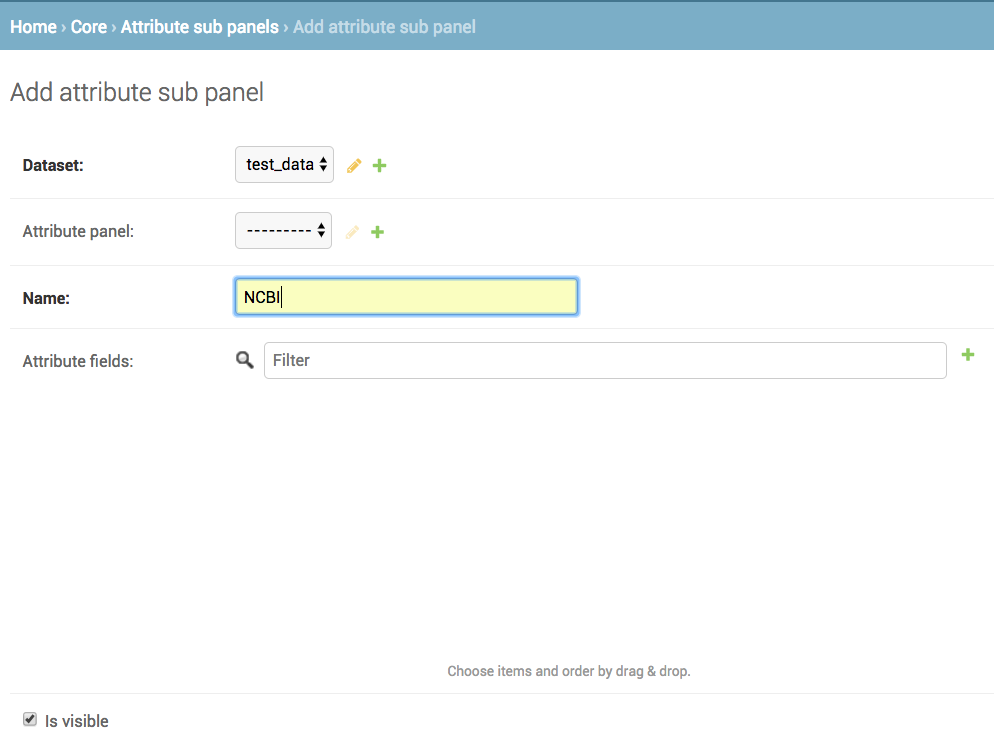 Home › Core › Attribute sub panels › Add attribute sub panel
Add attribute sub panel
Dataset: test_data
Attribute panel: ---------
Name: NCBI
Attribute fields: Filter
Choose items and order by drag & drop.
Is visible